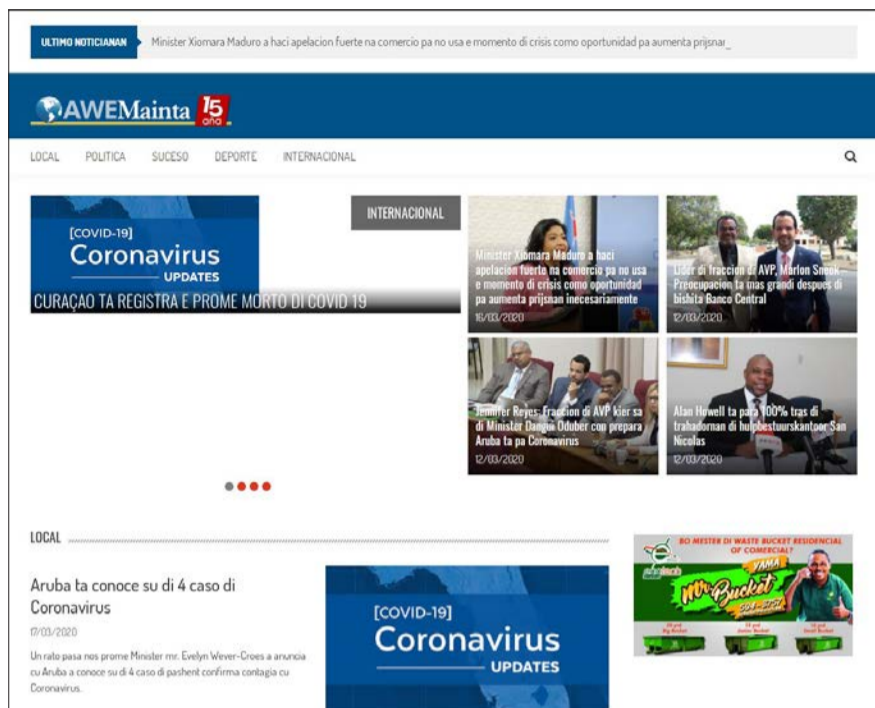 ULTIMO NOTICIANAN
Minister Xiomara Maduro a haci apelacion fuerte na comercio pa no usa e momento di crisis como oportunidad pa aumenta prijsnar_
AWEMainta 15
aña
LOCAL POLITICA SUCESO DEPORTE INTERNACIONAL
[COVID-19]
Coronavirus
UPDATES
INTERNACIONAL
CURAÇAO TA REGISTRA E PROME MORTO DI COVID 19
Minister Xiomara Maduro a haci
apelacion fuerte na comercio pa no usa
e momento di crisis como oportunidad
pa aumenta prijsnan inecesariamente
16/03/2020
Lider di fraccion di AVP, Marlon Sneek –
Preocupacion ta mas grandi despues di
bishita Banco Central
12/03/2020
Jennifer Reyes: Fraccion di AVP kier sa
di Minister Dangui Oduber con prepara
Aruba ta pa Coronavirus
12/03/2020
Alan Howell ta para 100% tras di
trahadornan di hulpbestuurskantoor San
Nicolas
12/03/2020
LOCAL
Aruba ta conoce su di 4 caso di
Coronavirus
17/03/2020
Un rato pasa nos prome Minister mr. Evelyn Wever-Croes a anuncia
cu Aruba a conoce su di 4 caso di pashent confirma contagia cu
Coronavirus.
[COVID-19]
Coronavirus
UPDATES
BO MESTER DI WASTE BUCKET RESIDENCIAL
OF COMERCIAL?
YAMA
Mr. Bucket
Big Bucket
Junior Bucket
Small Bucket